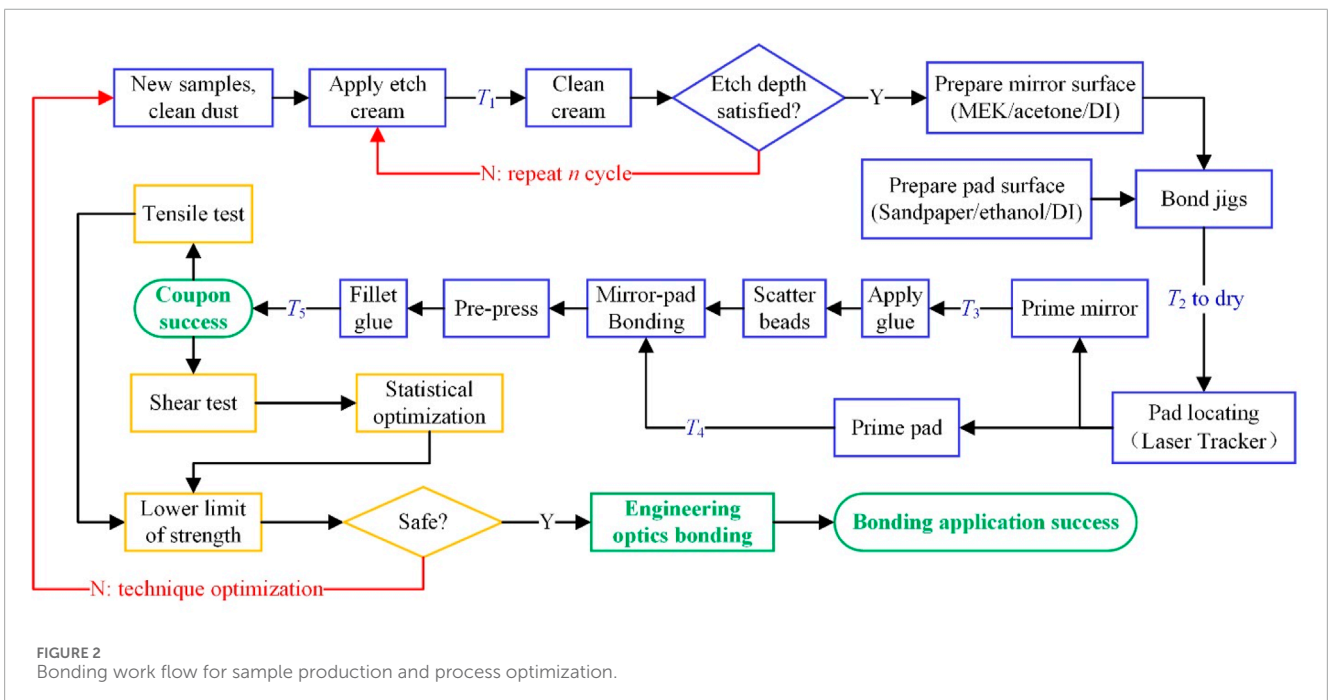 New samples,
clean dust
Apply etch
cream
T₁
Clean
cream
Etch depth
satisfied?
Y
Prepare mirror surface
(MEK/acetone/DI)
N: repeat n cycle
Prepare pad surface
(Sandpaper/ethanol/DI)
Bond jigs
T₂ to dry
Tensile test
Coupon
success
T₅
Fillet
glue
Pre-press
Mirror-pad
Bonding
Scatter
beads
Apply
glue
T₃
Prime mirror
Shear test
Statistical
optimization
T₄
Prime pad
Pad locating
(Laser Tracker)
Lower limit
of strength
Safe?
Y
Engineering
optics bonding
Bonding application success
N: technique optimization
FIGURE 2
Bonding work flow for sample production and process optimization.